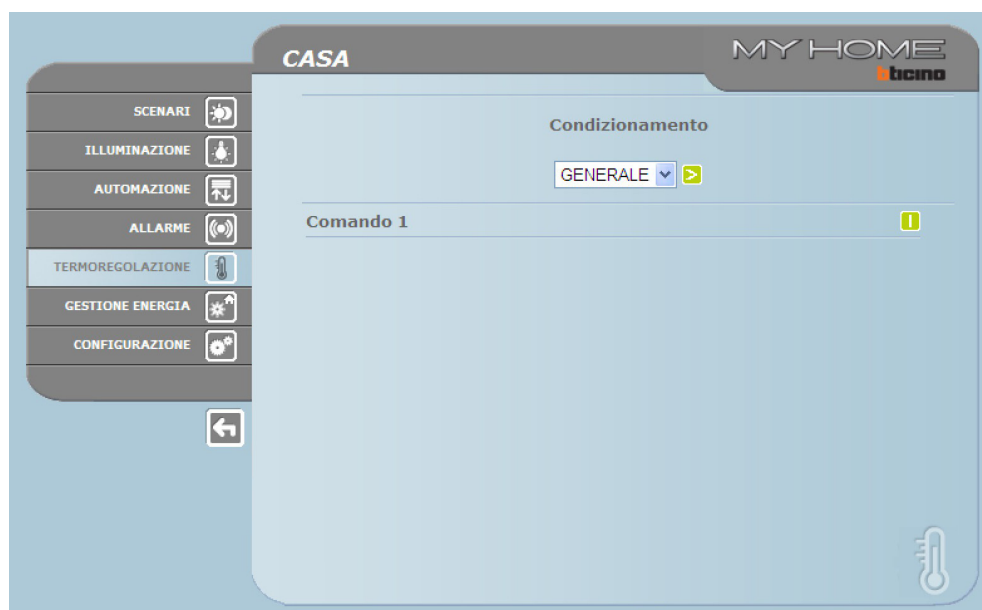 CASA
MY HOME
bticino
SCENARI
ILLUMINAZIONE
AUTOMAZIONE
ALLARME
TERMOREGOLAZIONE
GESTIONE ENERGIA
CONFIGURAZIONE
Condizionamento
GENERALE
Comando 1